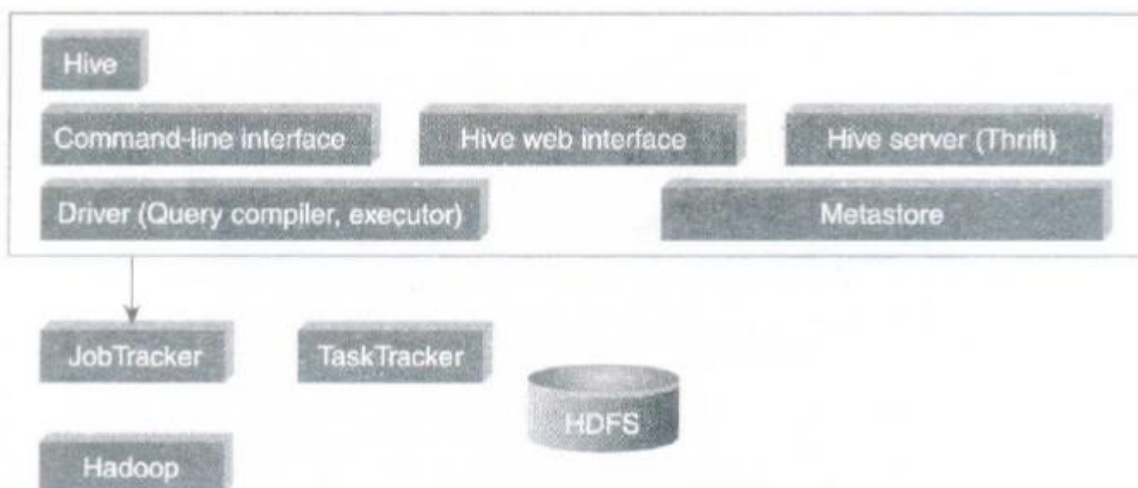 Hive
Command-line interface
Hive web interface
Hive server (Thrift)
Driver (Query compiler, executor)
Metastore
JobTracker
TaskTracker
HDFS
Hadoop